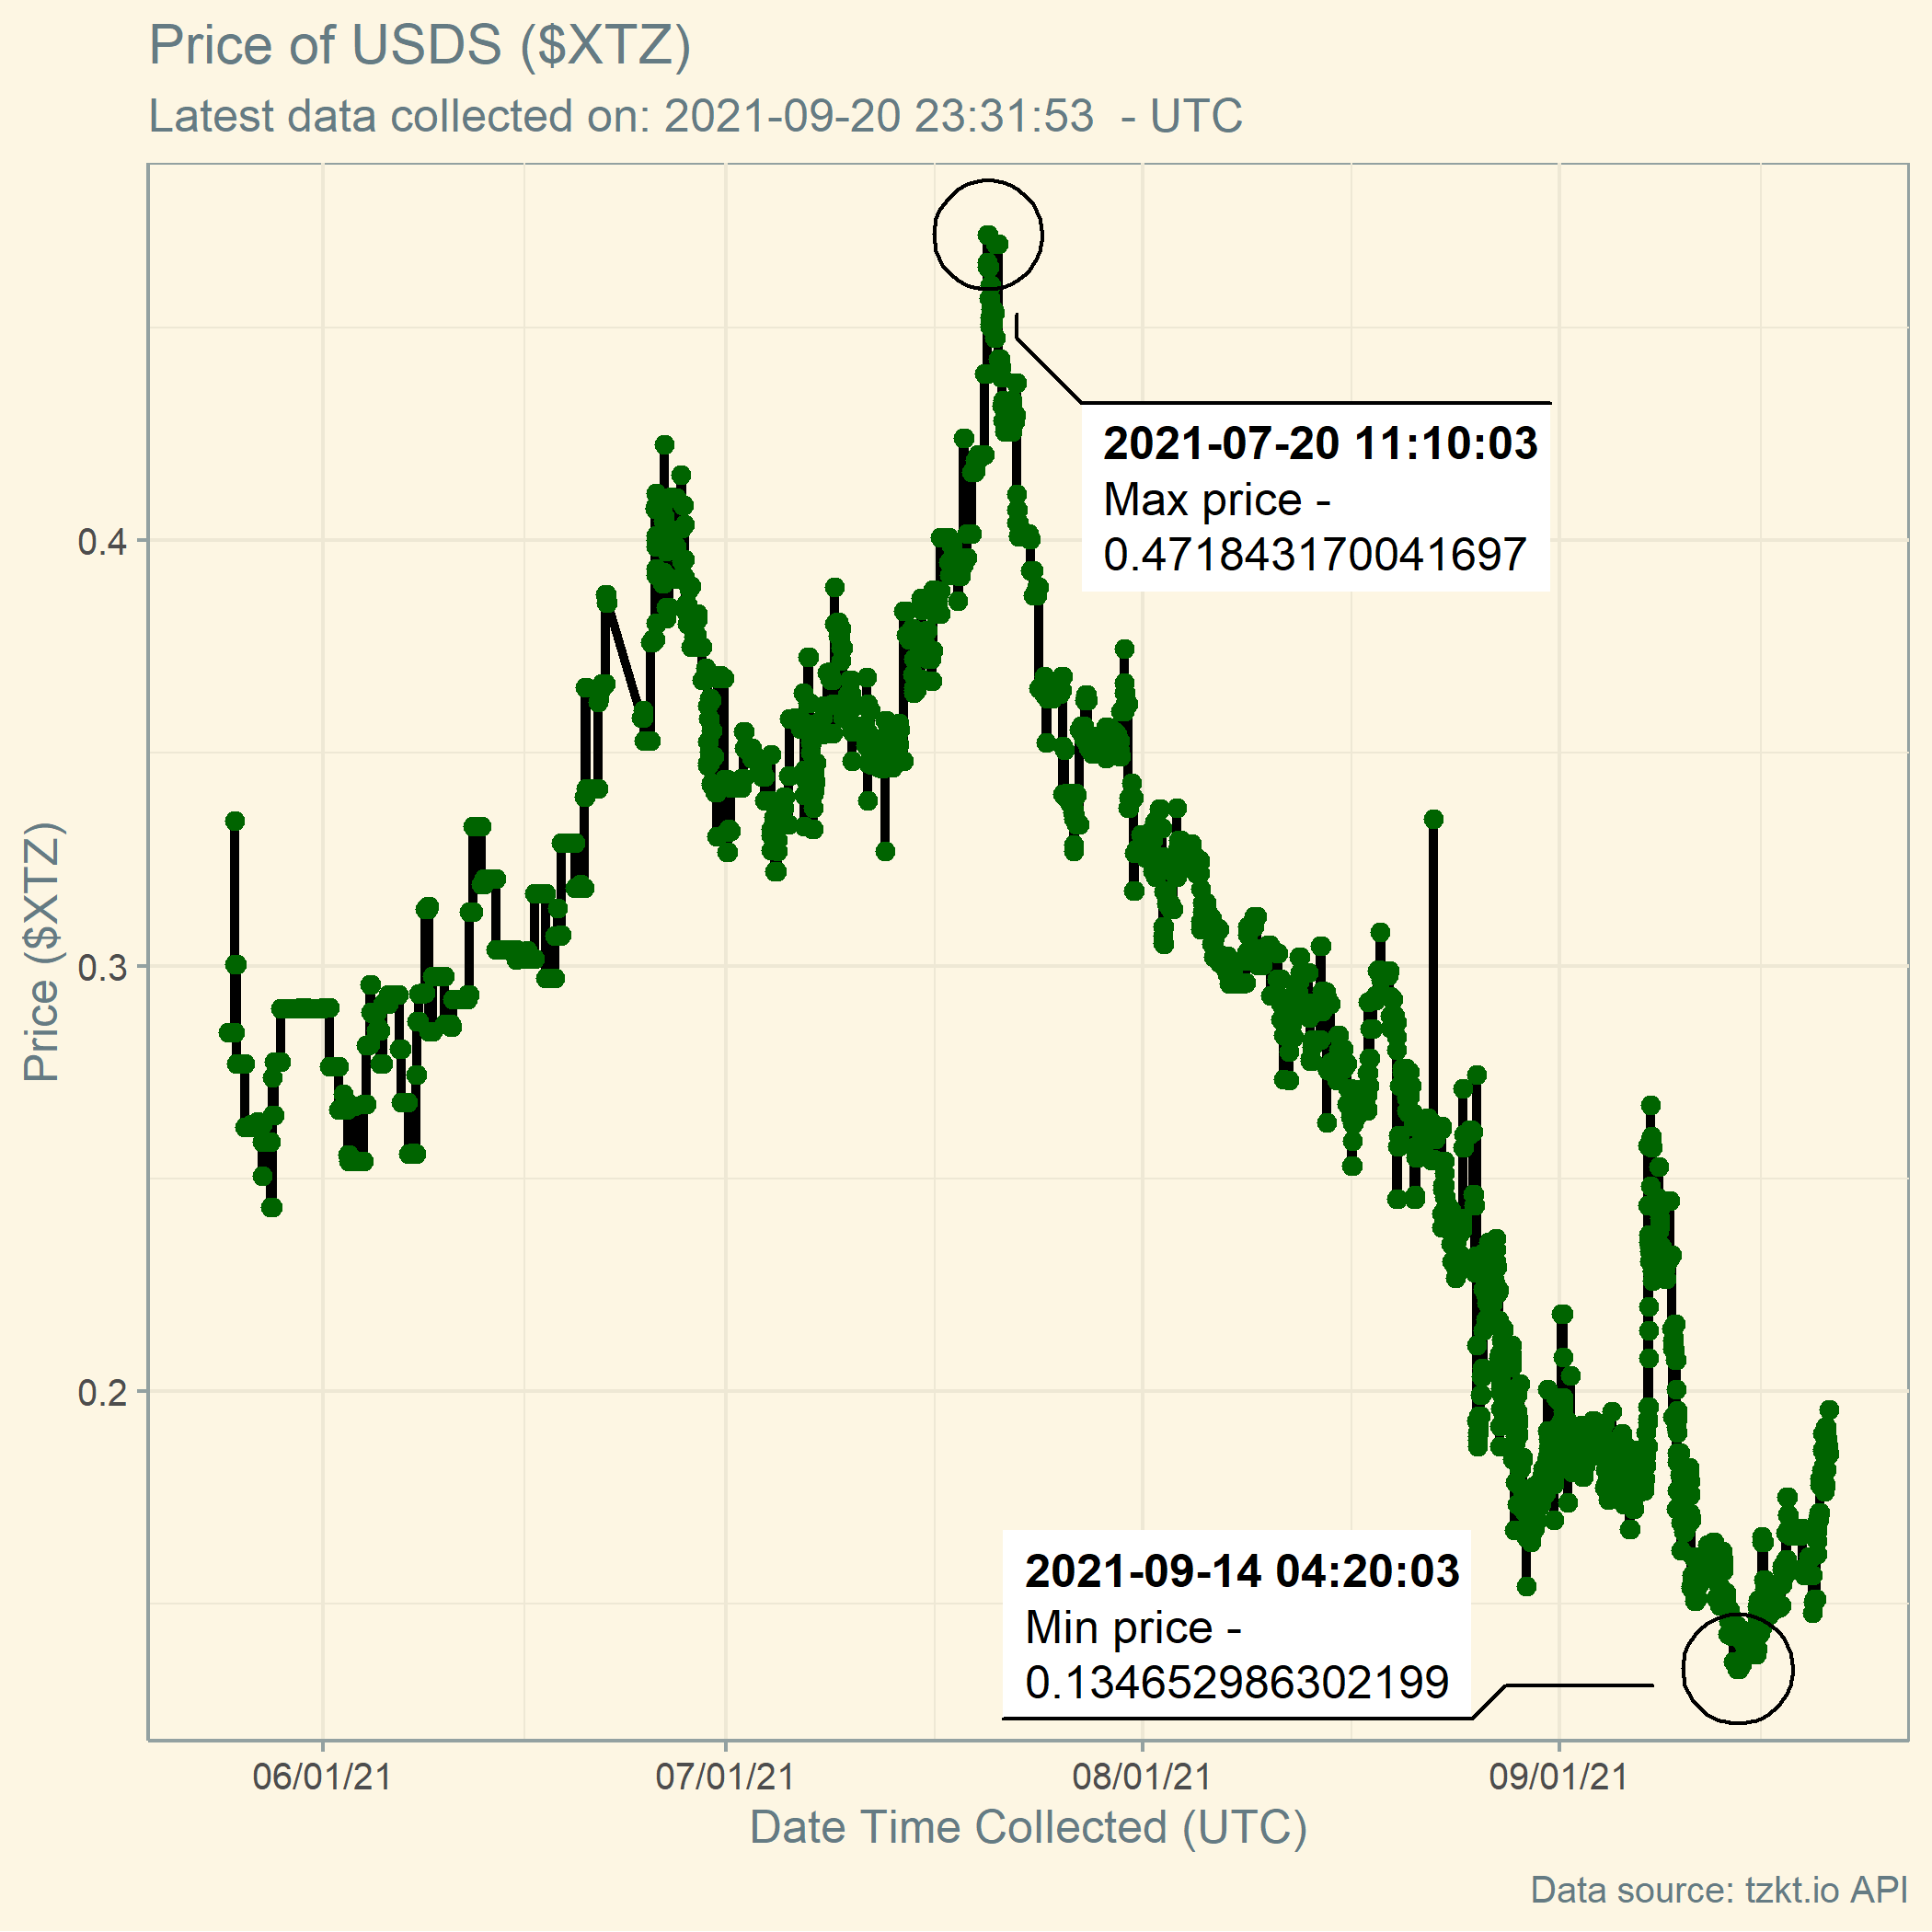 Price of USDS ($XTZ)
Latest data collected on: 2021-09-20 23:31:53  - UTC
Price ($XTZ)
0.4
0.3
0.2
2021-07-20 11:10:03
Max price -
0.471843170041697
2021-09-14 04:20:03
Min price -
0.134652986302199
06/01/21
07/01/21
08/01/21
09/01/21
Date Time Collected (UTC)
Data source: tzkt.io API